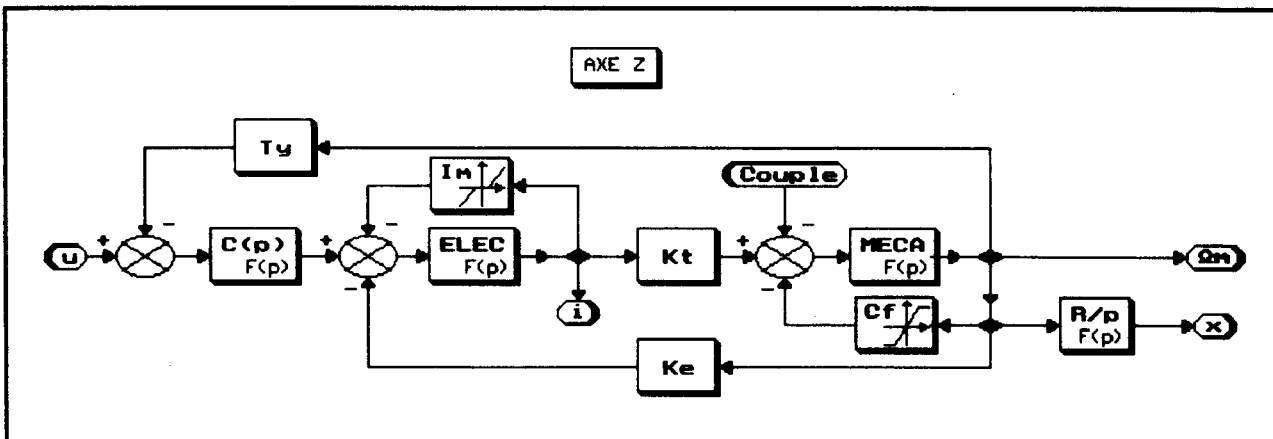 AXE Z
Ty
Im
Couple
u
+
-
C(p)
F(p)
+
-
-
ELEC
F(p)
Kt
+
-
-
MECA
F(p)
Ωm
i
Cf
R/p
F(p)
x
Ke